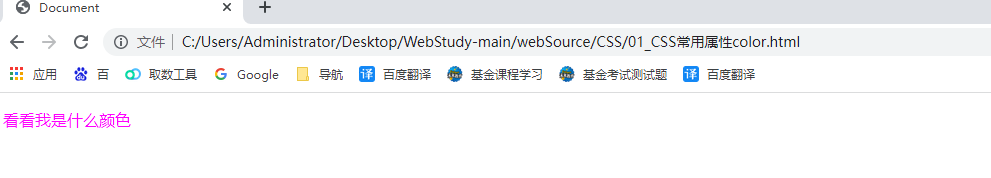 Document
文件 C:/Users/Administrator/Desktop/WebStudy-main/webSource/CSS/01_CSS常用属性color.html
应用 百 取数工具 Google 导航 百度翻译 基金课程学习 基金考试测试题 百度翻译
看看我是什么颜色